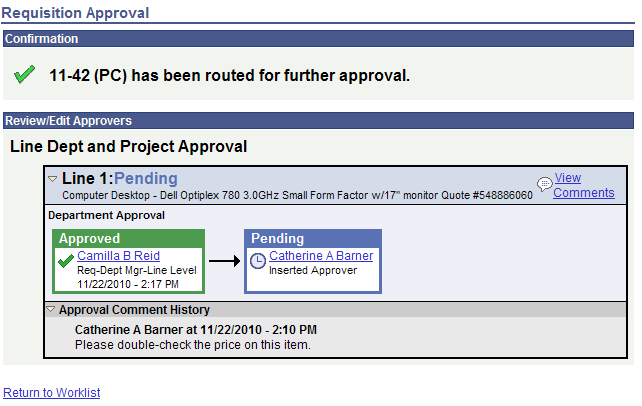 Requisition Approval
Confirmation
11-42 (PC) has been routed for further approval.
Review/Edit Approvers
Line Dept and Project Approval
Line 1:Pending
Computer Desktop - Dell Optiplex 780 3.0GHz Small Form Factor w/17" monitor Quote #548886060
View Comments
Department Approval
Approved
Camilla B Reid
Req-Dept Mgr-Line Level
11/22/2010 - 2:17 PM
Pending
Catherine A Barner
Inserted Approver
Approval Comment History
Catherine A Barner at 11/22/2010 - 2:10 PM
Please double-check the price on this item.
Return to Worklist